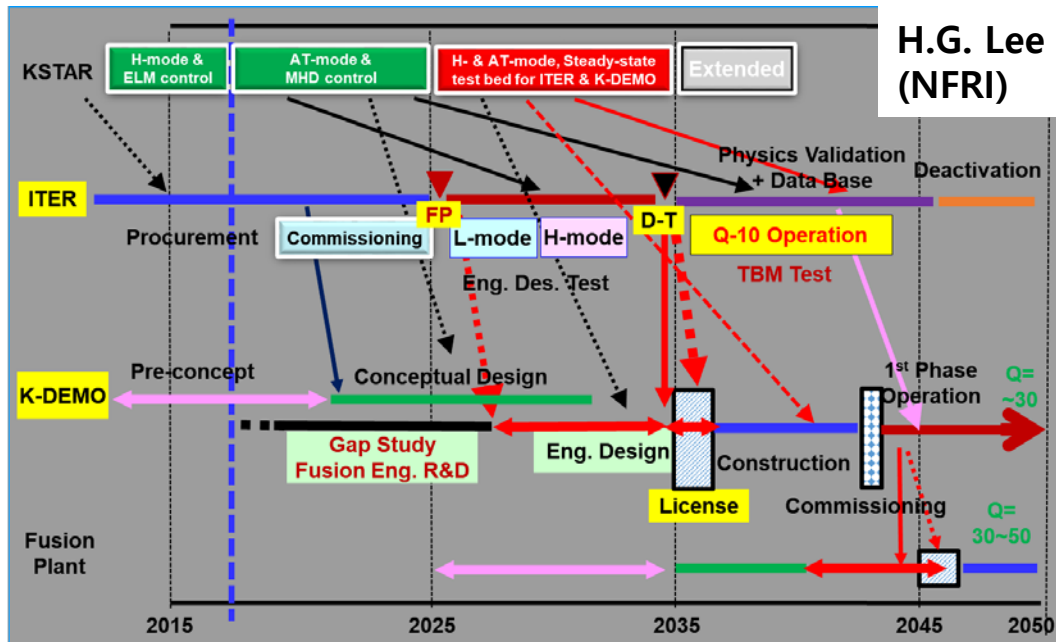 H.G. Lee
(NFRI)
KSTAR
H-mode &
ELM control
AT-mode &
MHD control
H- & AT-mode, Steady-state
test bed for ITER & K-DEMO
Extended
Physics Validation
+ Data Base
Deactivation
ITER
FP
D-T
Procurement
Commissioning
L-mode
H-mode
Q-10 Operation
Eng. Des. Test
TBM Test
Pre-concept
Conceptual Design
1st Phase
Operation
Q=
~30
K-DEMO
Gap Study
Fusion Eng. R&D
Eng. Design
Construction
License
Commissioning
Q=
30~50
Fusion
Plant
2015
2025
2035
2045
2050